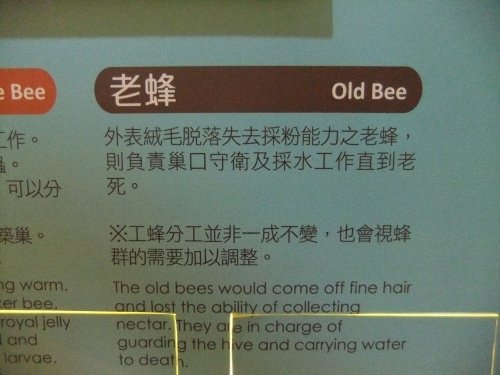 e Bee
工作。
。
可以分
築巢。
ng warm.
ter bee.
royal jelly
and
larvae.
老蜂
Old Bee
外表絨毛脫落失去採粉能力之老蜂，
則負責巢口守衛及採水工作直到老
死。
※工蜂分工並非一成不變，也會視蜂
群的需要加以調整。
The old bees would come off fine hair
and lost the ability of collecting
nectar. They are in charge of
guarding the hive and carrying water
to death.